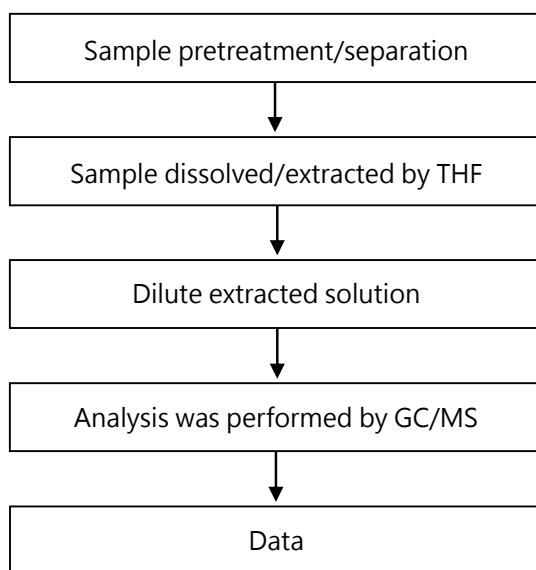 Sample pretreatment/separation
Sample dissolved/extracted by THF
Dilute extracted solution
Analysis was performed by GC/MS
Data